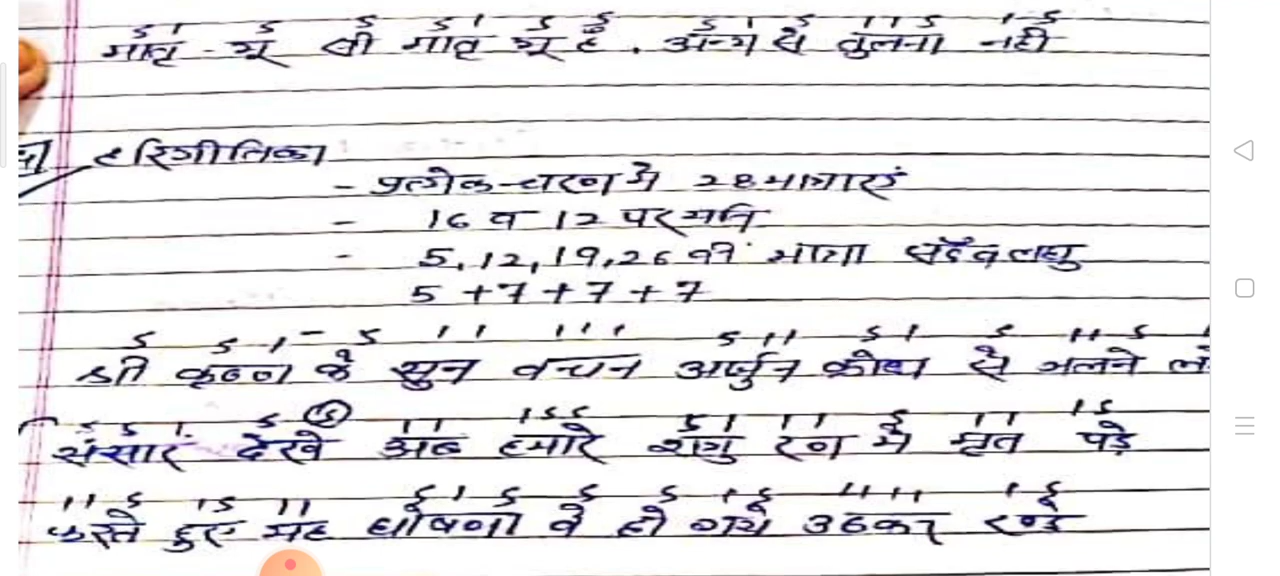 ऽ । ऽ ऽ ऽ । ऽ ऽ ऽ । ऽ । । ऽ । ऽ
मातृ-भू सी मातृ भू है, अन्य से तुलना नहीं
हरिगीतिका
- प्रत्येक चरण में 28 मात्राएं
- 16 व 12 पर यति
- 5, 12, 19, 26 वीं मात्रा सदैव लघु
5 + 7 + 7 + 7
ऽ ऽ । - ऽ । । । । । ऽ । । ऽ । ऽ । । ऽ ।
श्री कृष्ण के सुन वचन अर्जुन क्रोध से जलने ल
ऽ ऽ । ऽ (ऽ) । । । ऽ ऽ ऽ । । । ऽ । । । ऽ
संसार देखे अब हमारे शत्रु रण में मृत पड़े
। । ऽ । ऽ । । ऽ । ऽ ऽ ऽ । ऽ । । । । । ऽ
करते हुए यह घोषणा वे हो गये उठकर खड़े